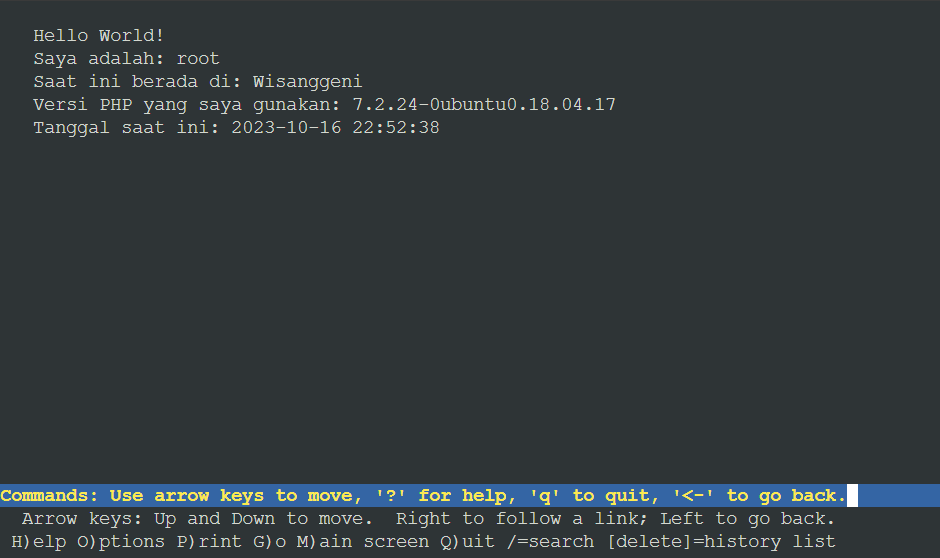 Hello World!
Saya adalah: root
Saat ini berada di: Wisanggeni
Versi PHP yang saya gunakan: 7.2.24-0ubuntu0.18.04.17
Tanggal saat ini: 2023-10-16 22:52:38
Commands: Use arrow keys to move, '?' for help, 'q' to quit, '<-' to go back.
Arrow keys: Up and Down to move. Right to follow a link; Left to go back.
H)elp O)ptions P)rint G)o M)ain screen Q)uit /=search [delete]=history list